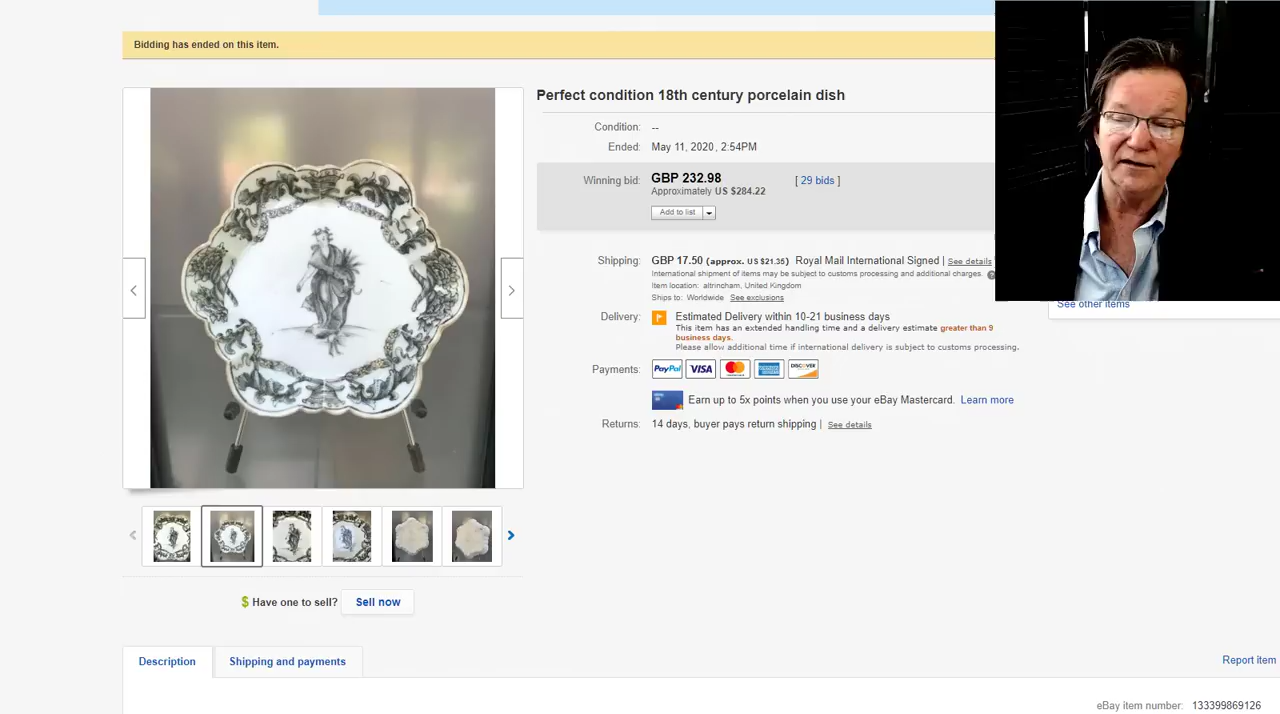 Bidding has ended on this item.
Perfect condition 18th century porcelain dish
Condition: --
Ended: May 11, 2020, 2:54PM
Winning bid: GBP 232.98 [ 29 bids ]
Approximately US $284.22
Add to list
Shipping: GBP 17.50 (approx. US $21.35) Royal Mail International Signed | See details
International shipment of items may be subject to customs processing and additional charges. ?
Item location: altrincham, United Kingdom
Ships to: Worldwide See exclusions
See other items
Delivery: Estimated Delivery within 10-21 business days
This item has an extended handling time and a delivery estimate greater than 9
business days.
Please allow additional time if international delivery is subject to customs processing.
Payments: PayPal VISA MasterCard AMERICAN EXPRESS DISCOVER
Earn up to 5x points when you use your eBay Mastercard. Learn more
Returns: 14 days, buyer pays return shipping | See details
$ Have one to sell? Sell now
Description Shipping and payments
Report item
eBay item number: 133399869126